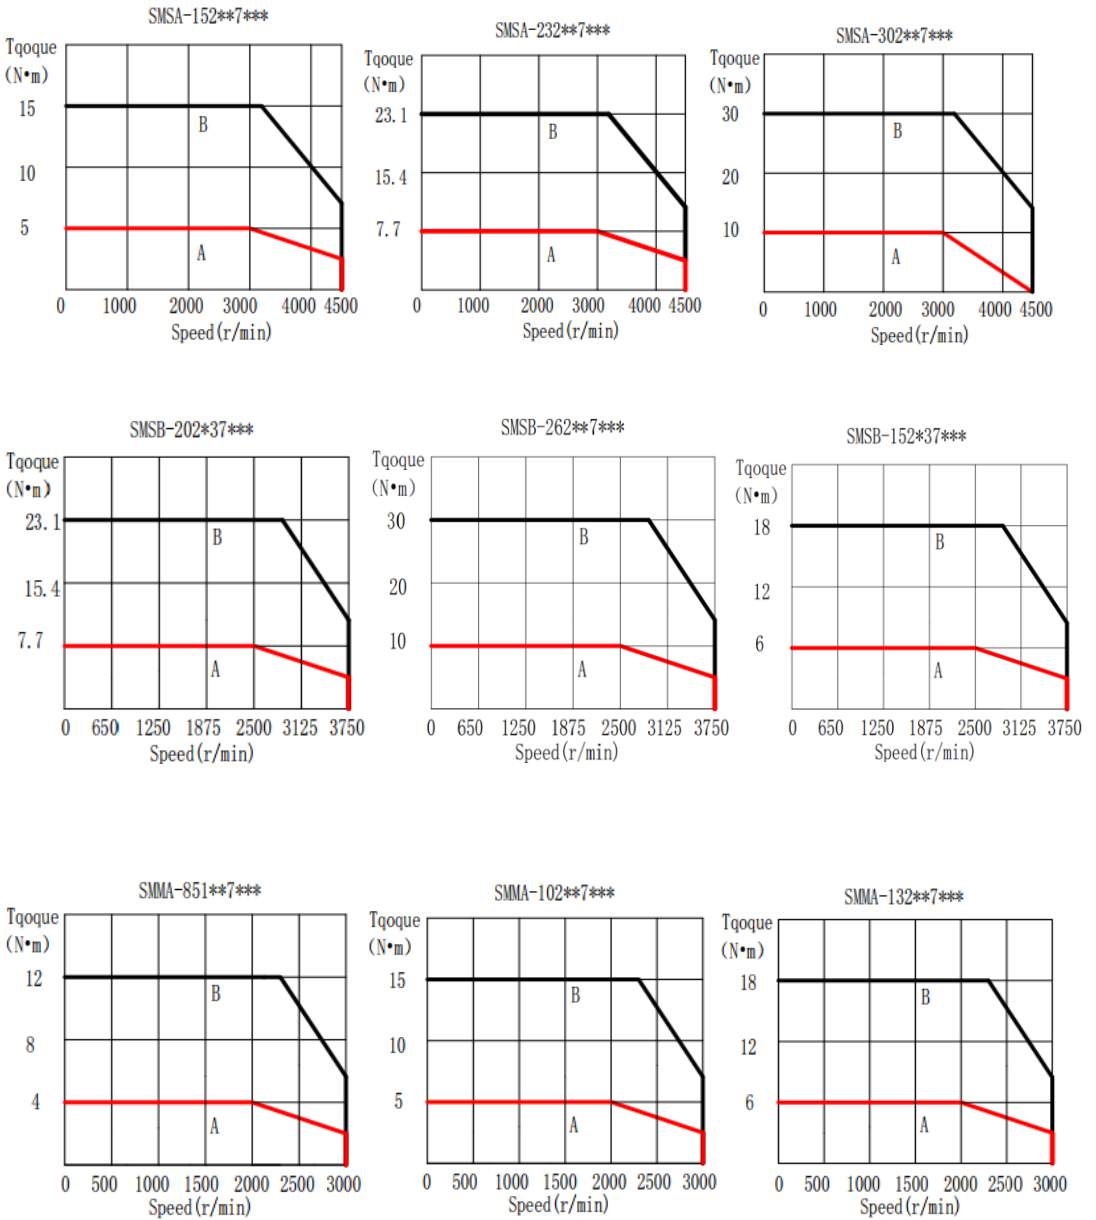 SMSA-152**7***
Tqoque
(N•m)
15
10
5
B
A
0 1000 2000 3000 4000 4500
Speed(r/min)
SMSA-232**7***
Tqoque
(N•m)
23.1
15.4
7.7
B
A
0 1000 2000 3000 4000 4500
Speed(r/min)
SMSA-302**7***
Tqoque
(N•m)
30
20
10
B
A
0 1000 2000 3000 4000 4500
Speed(r/min)
SMSB-202*37***
Tqoque
(N•m)
23.1
15.4
7.7
B
A
0 650 1250 1875 2500 3125 3750
Speed(r/min)
SMSB-262**7***
Tqoque
(N•m)
30
20
10
B
A
0 650 1250 1875 2500 3125 3750
Speed(r/min)
SMSB-152*37***
Tqoque
(N•m)
18
12
6
B
A
0 650 1250 1875 2500 3125 3750
Speed(r/min)
SMMA-851**7***
Tqoque
(N•m)
12
8
4
B
A
0 500 1000 1500 2000 2500 3000
Speed(r/min)
SMMA-102**7***
Tqoque
(N•m)
15
10
5
B
A
0 500 1000 1500 2000 2500 3000
Speed(r/min)
SMMA-132**7***
Tqoque
(N•m)
18
12
6
B
A
0 500 1000 1500 2000 2500 3000
Speed(r/min)